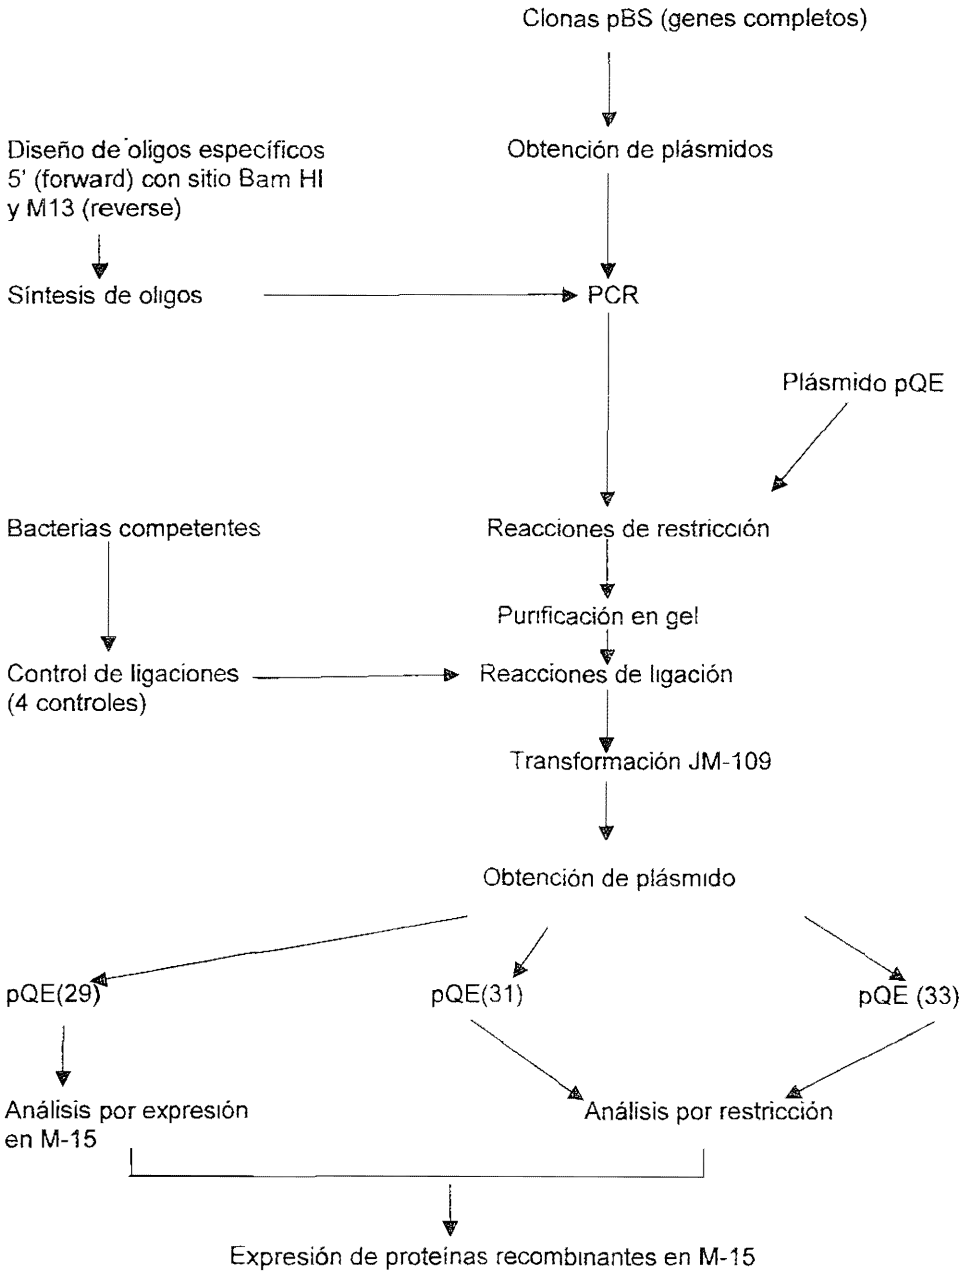 Clonas pBS (genes completos)
Diseño de oligos específicos
5' (forward) con sitio Bam HI
y M13 (reverse)
Obtención de plásmidos
Síntesis de oligos
PCR
Plásmido pQE
Bacterias competentes
Reacciones de restricción
Purificación en gel
Control de ligaciones
(4 controles)
Reacciones de ligación
Transformación JM-109
Obtención de plásmido
pQE(29)
pQE(31)
pQE (33)
Análisis por expresión
en M-15
Análisis por restricción
Expresión de proteínas recombinantes en M-15